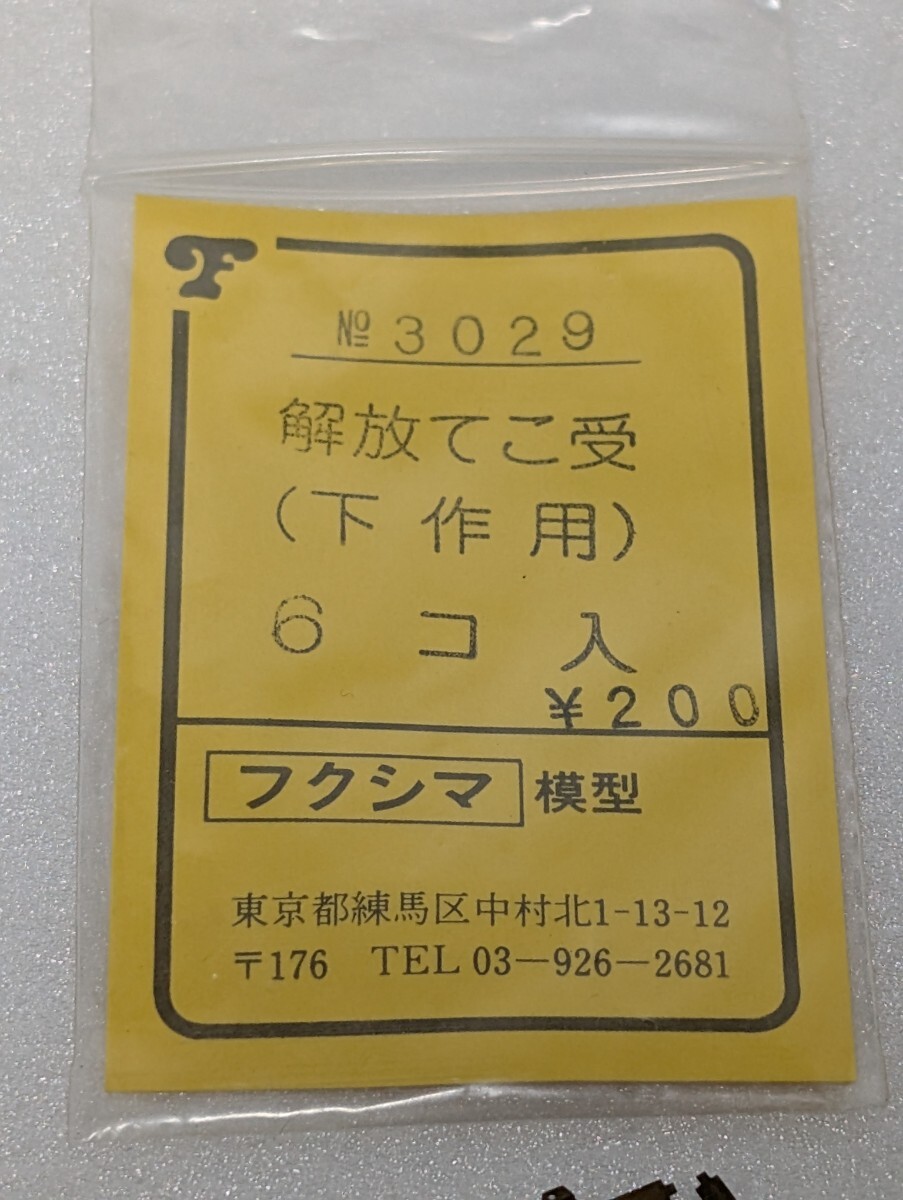 F
№3029
解放てこ受
(下作用)
6コ入
¥200
フクシマ模型
東京都練馬区中村北1-13-12
〒176 TEL 03-926-2681